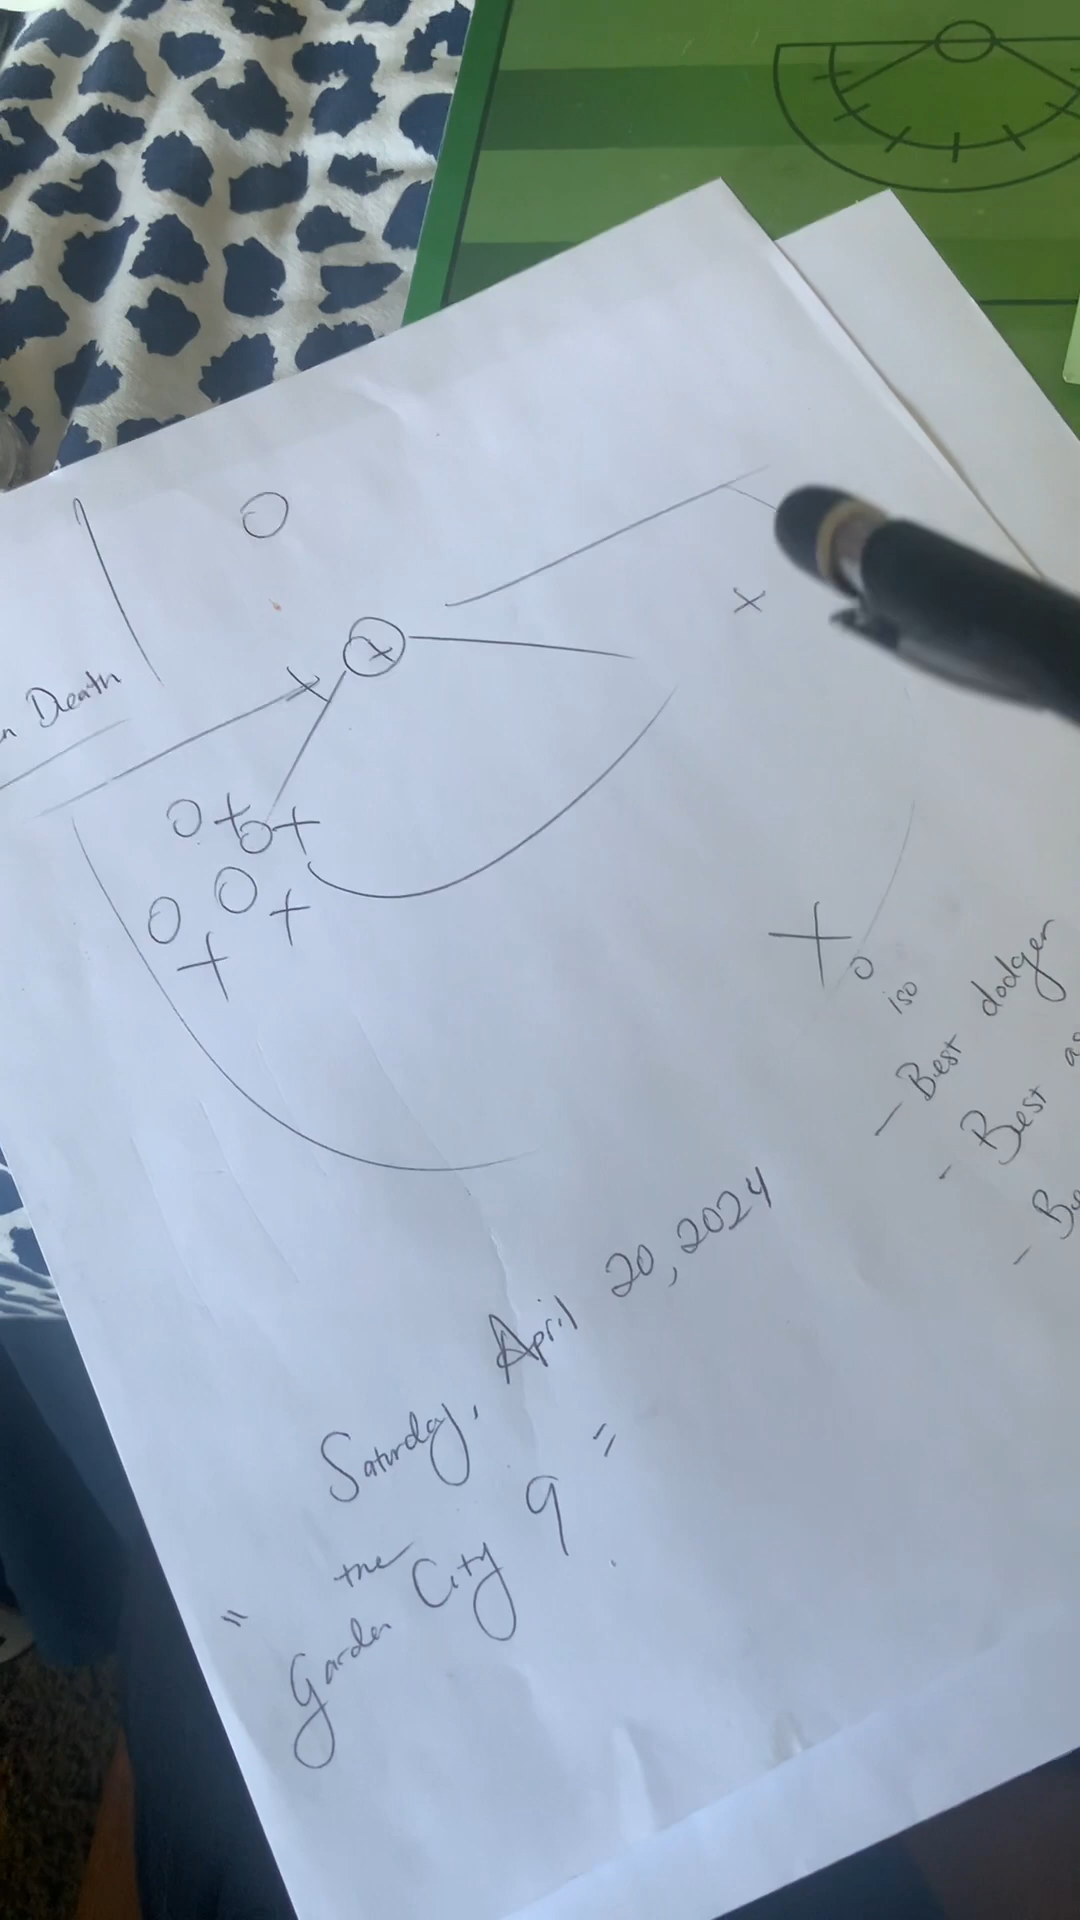 Death
O
O
O
O
O
iso
- Best dodger
- Best
Saturday, April 20, 2024
" the
Garden City 9 "